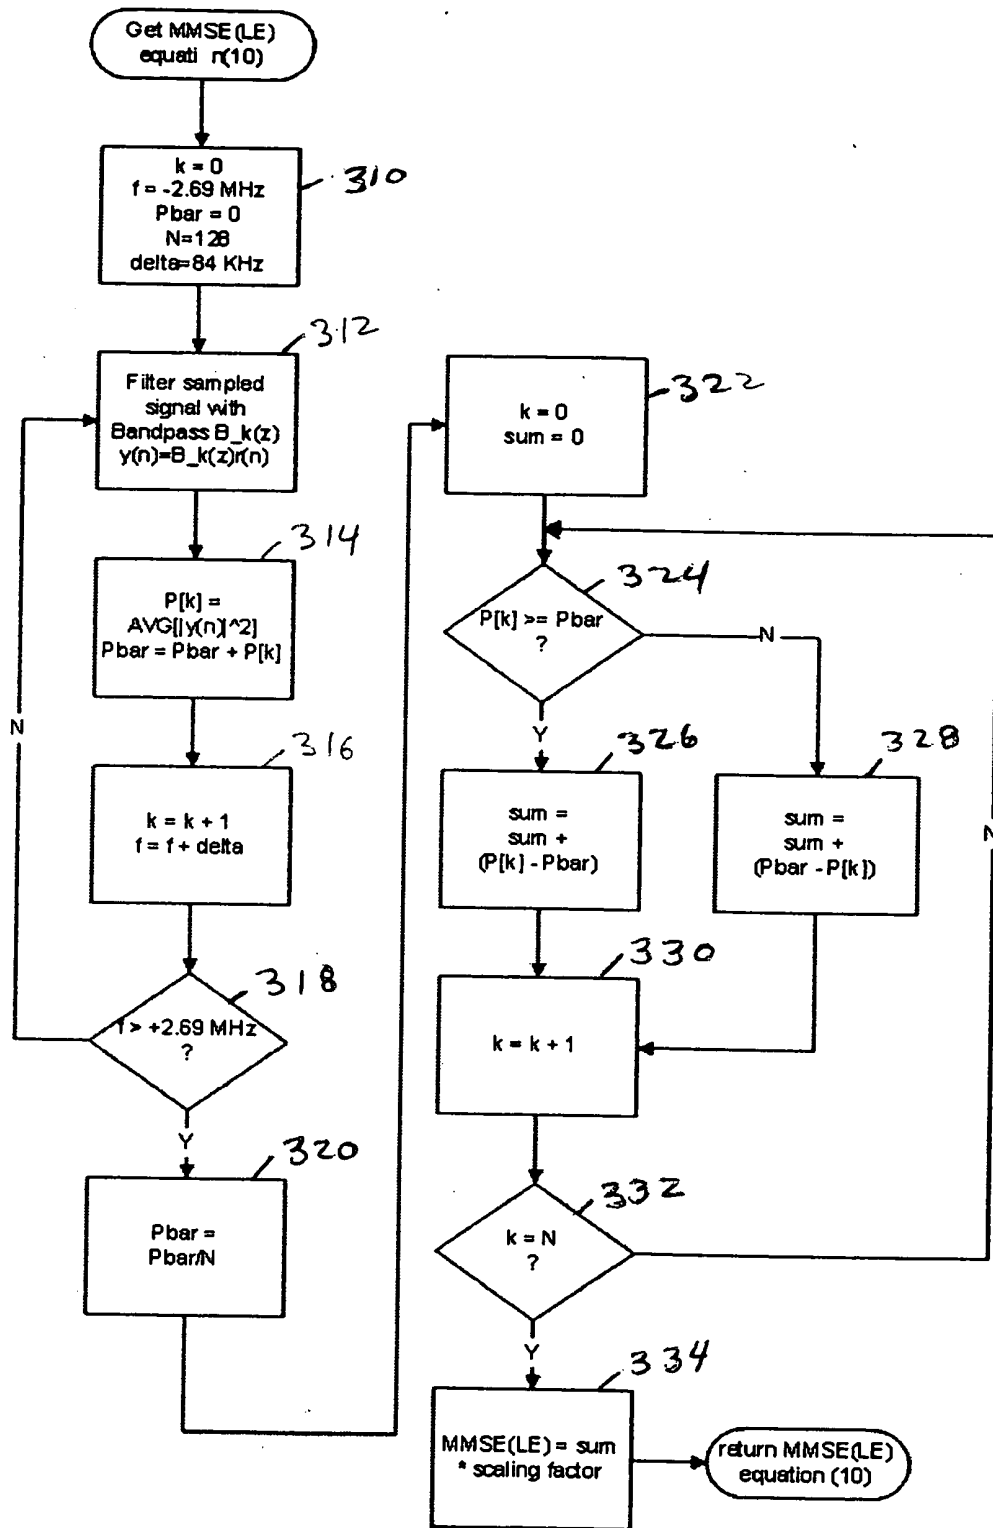 Get MMSE(LE)
equati n(10)
k = 0
f = -2.69 MHz
Pbar = 0
N=128
delta=84 KHz
310
312
Filter sampled
signal with
Bandpass B_k(z)
y(n)=B_k(z)r(n)
314
P[k] =
AVG[|y(n)|^2]
Pbar = Pbar + P[k]
316
k = k + 1
f = f + delta
318
f > +2.69 MHz
?
N
Y
320
Pbar =
Pbar/N
322
k = 0
sum = 0
324
P[k] >= Pbar
?
N
Y
326
sum =
sum +
(P[k] - Pbar)
328
sum =
sum +
(Pbar - P[k])
330
k = k + 1
332
k = N
?
N
Y
334
MMSE(LE) = sum
* scaling factor
return MMSE(LE)
equation (10)